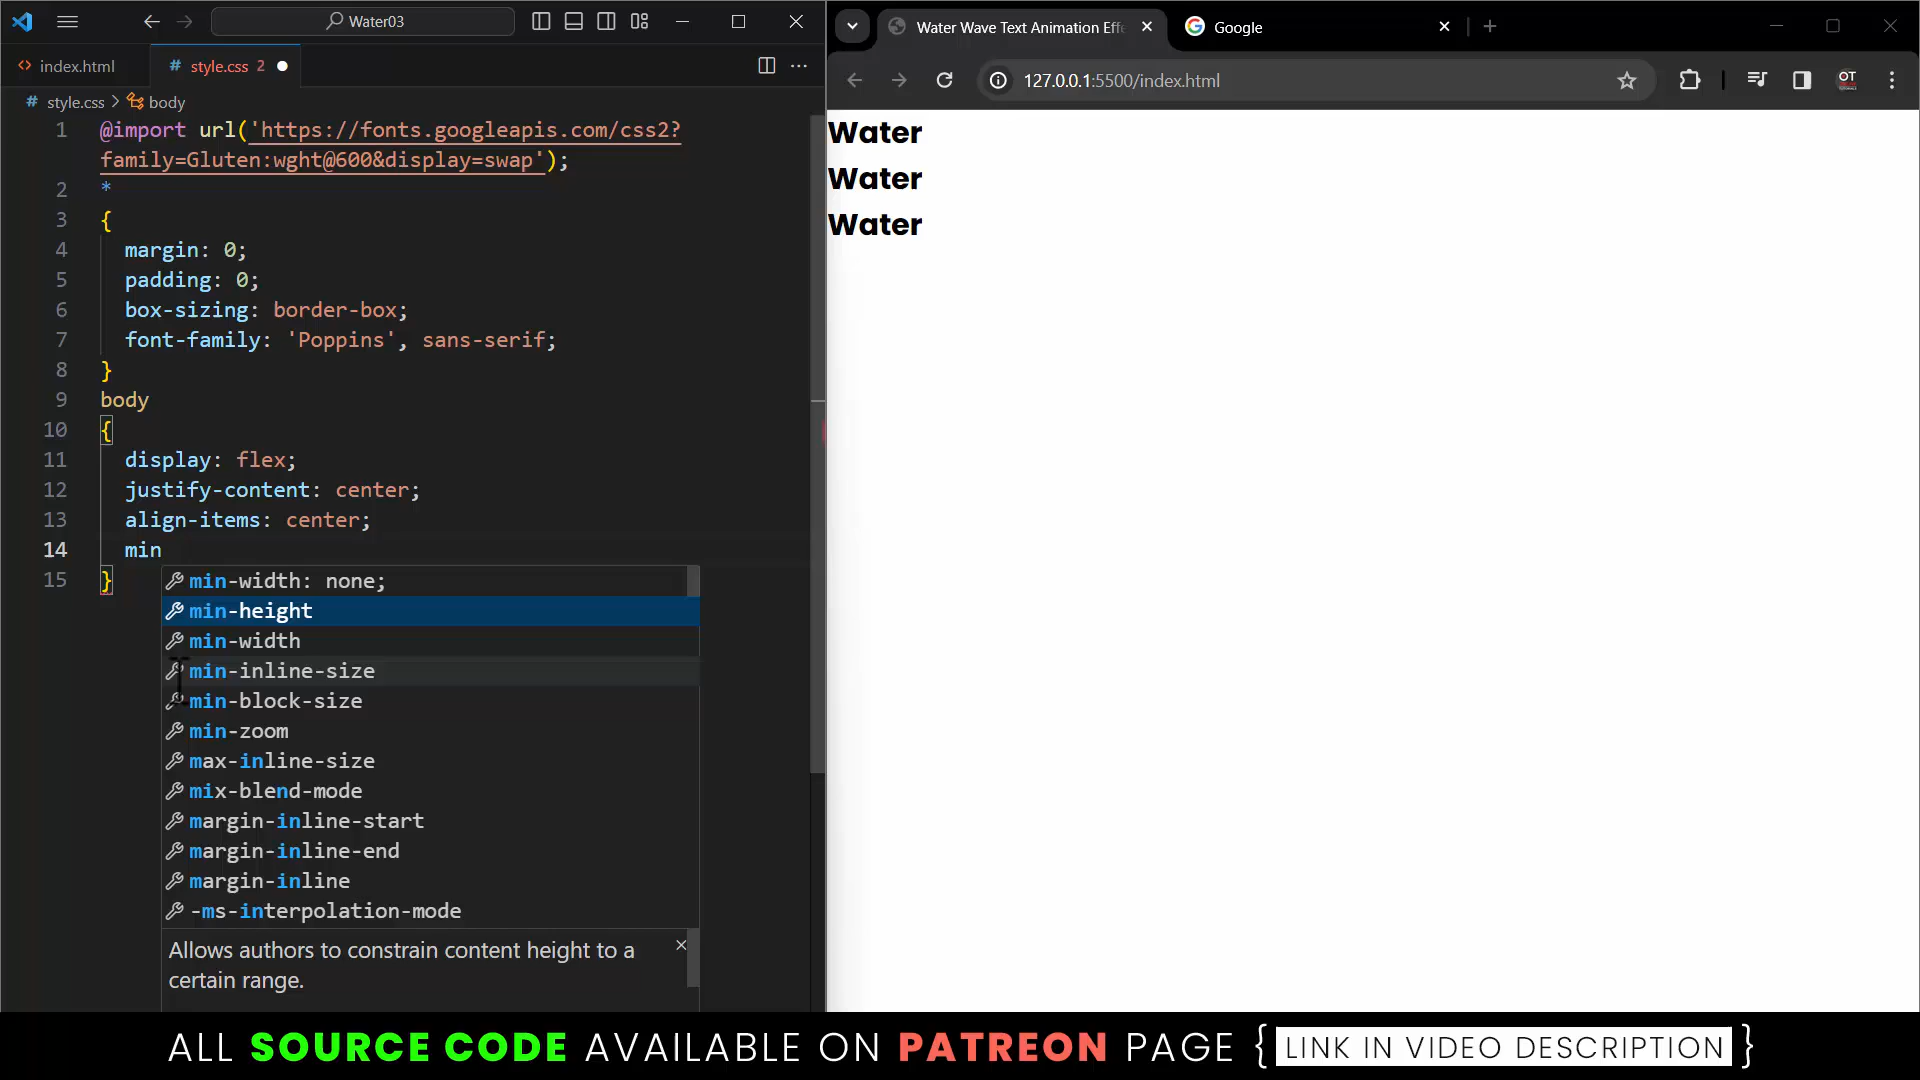 Water03
index.html
# style.css 2
# style.css > body
1 @import url('https://fonts.googleapis.com/css2?
family=Gluten:wght@600&display=swap');
2 *
3 {
4 margin: 0;
5 padding: 0;
6 box-sizing: border-box;
7 font-family: 'Poppins', sans-serif;
8 }
9 body
10 {
11 display: flex;
12 justify-content: center;
13 align-items: center;
14 min
15 }
min-width: none;
min-height
min-width
min-inline-size
min-block-size
min-zoom
max-inline-size
mix-blend-mode
margin-inline-start
margin-inline-end
margin-inline
-ms-interpolation-mode
Allows authors to constrain content height to a
certain range.
Water Wave Text Animation Eff
Google
127.0.0.1:5500/index.html
OT
Water
Water
Water
ALL SOURCE CODE AVAILABLE ON PATREON PAGE { LINK IN VIDEO DESCRIPTION }